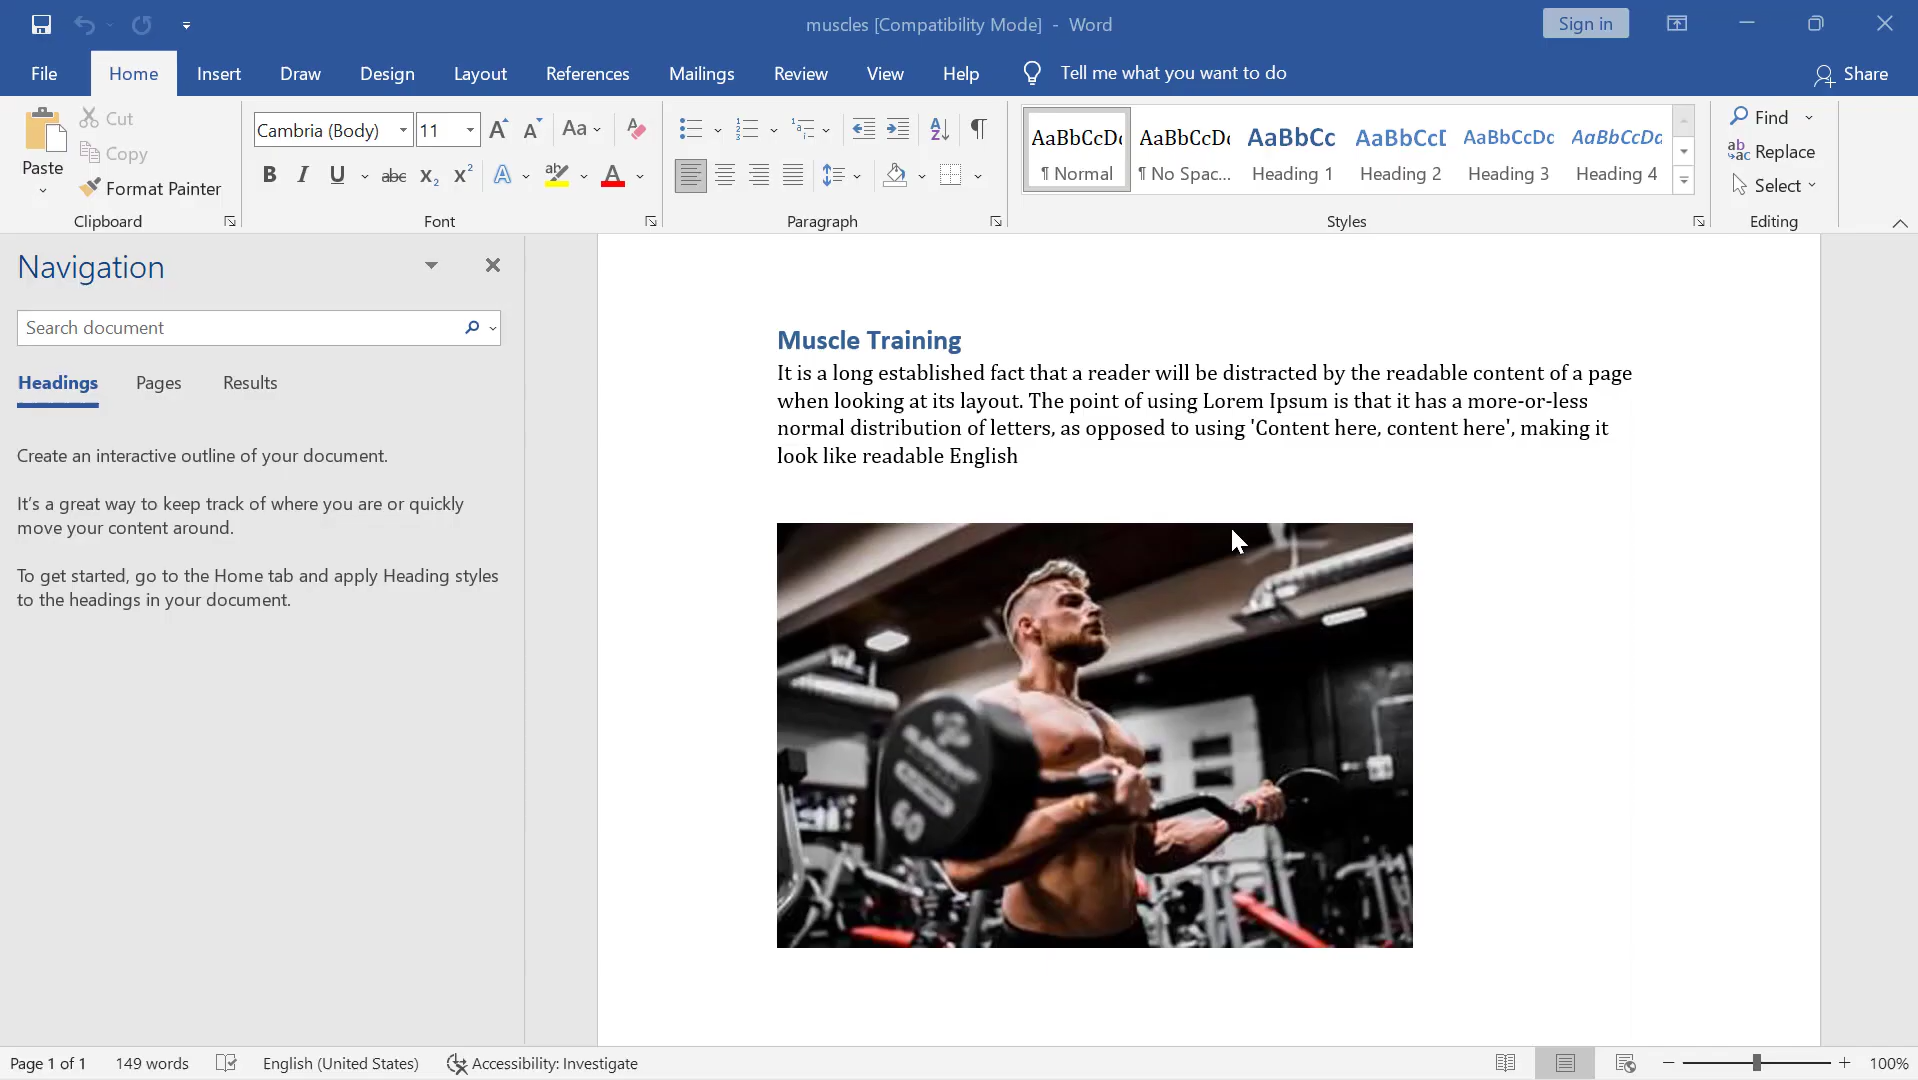 muscles [Compatibility Mode] - Word
Sign in
File Home Insert Draw Design Layout References Mailings Review View Help Tell me what you want to do Share
Paste
Cut
Copy
Format Painter
Clipboard
Cambria (Body) 11
Font
Paragraph
AaBbCcDc AaBbCcDc AaBbCc AaBbCcD AaBbCcDc AaBbCcDc
¶ Normal ¶ No Spac... Heading 1 Heading 2 Heading 3 Heading 4
Styles
Find
Replace
Select
Editing
Navigation
Search document
Headings Pages Results
Create an interactive outline of your document.
It's a great way to keep track of where you are or quickly
move your content around.
To get started, go to the Home tab and apply Heading styles
to the headings in your document.
Muscle Training
It is a long established fact that a reader will be distracted by the readable content of a page
when looking at its layout. The point of using Lorem Ipsum is that it has a more-or-less
normal distribution of letters, as opposed to using 'Content here, content here', making it
look like readable English
60
Page 1 of 1 149 words English (United States) Accessibility: Investigate 100%